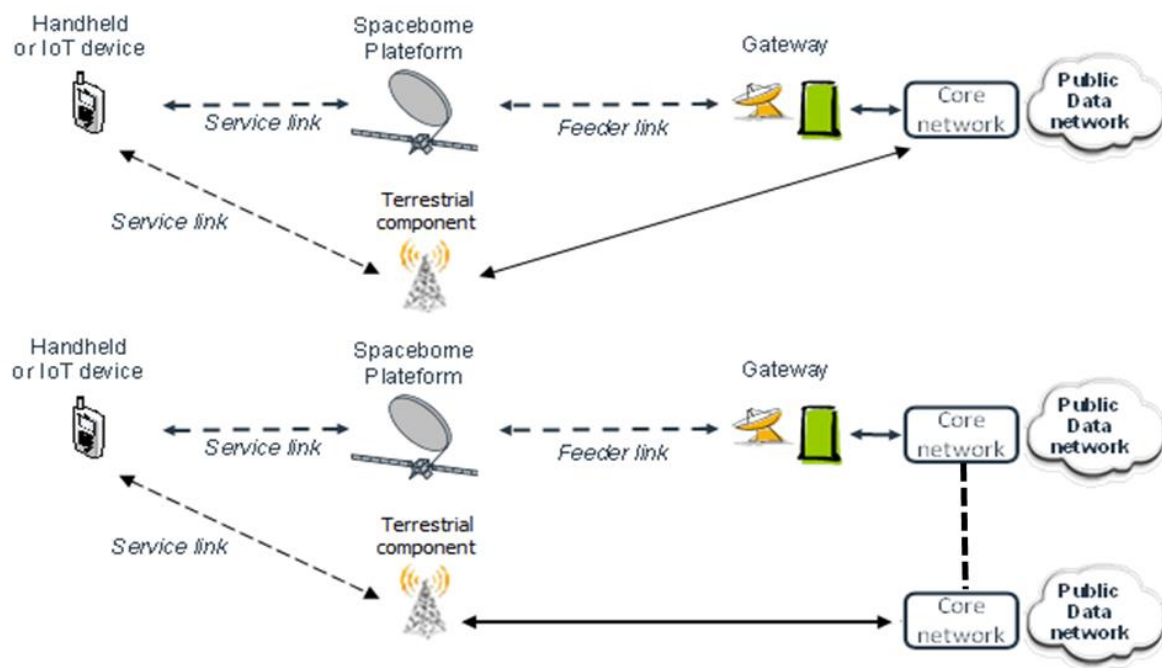 Handheld
or IoT device
Spaceborne
Plateform
Gateway
Core
network
Public
Data
network
Service link
Feeder link
Service link
Terrestrial
component
Handheld
or IoT device
Spaceborne
Plateform
Gateway
Core
network
Public
Data
network
Service link
Feeder link
Service link
Terrestrial
component
Core
network
Public
Data
network